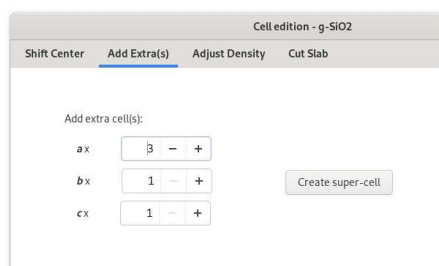 Cell edition - g-SiO2
Shift Center Add Extra(s) Adjust Density Cut Slab
Add extra cell(s):
a x 3 − +
b x 1 − +
Create super-cell
c x 1 − +